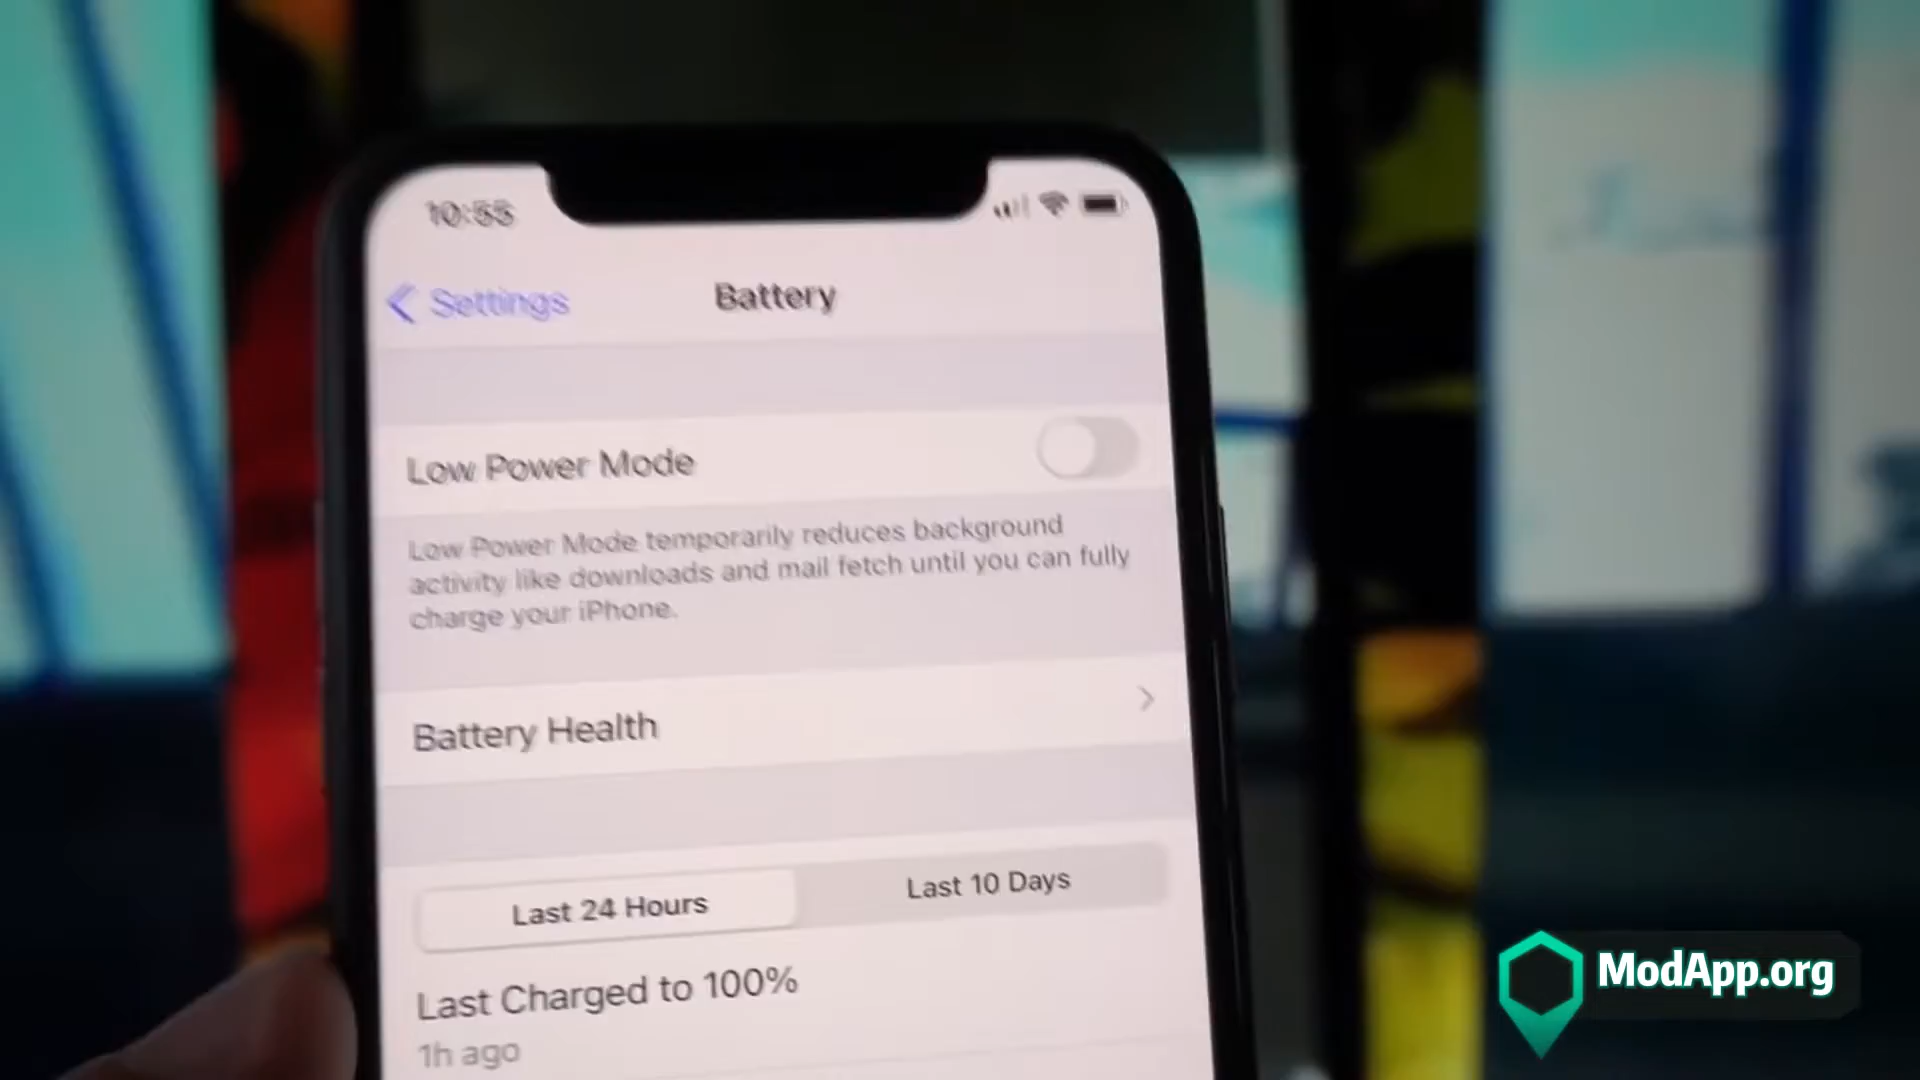 10:55
Settings
Battery
Low Power Mode
Low Power Mode temporarily reduces background
activity like downloads and mail fetch until you can fully
charge your iPhone.
Battery Health
Last 24 Hours
Last 10 Days
Last Charged to 100%
1h ago
ModApp.org